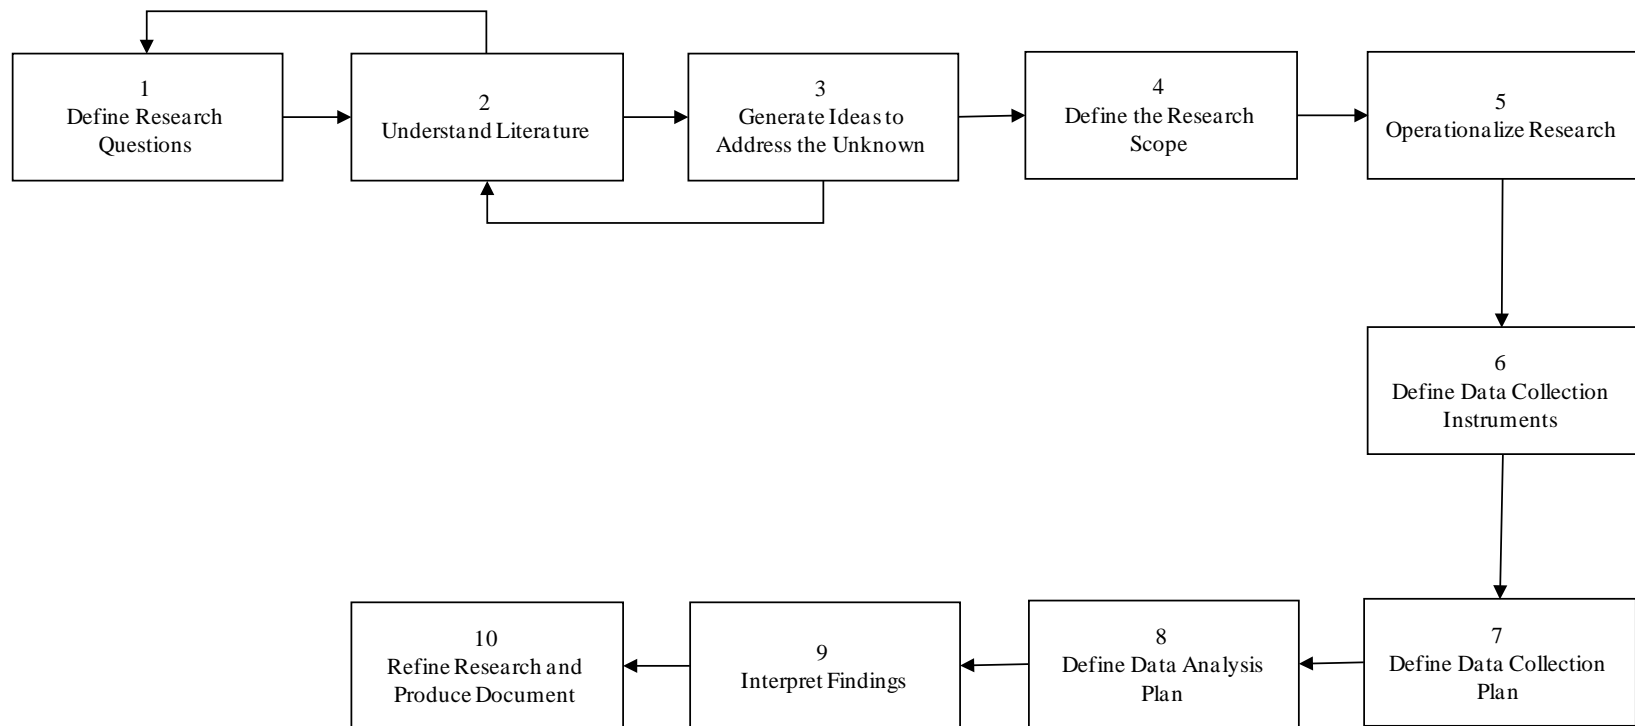 1
Define Research
Questions
2
Understand Literature
3
Generate Ideas to
Address the Unknown
4
Define the Research
Scope
5
Operationalize Research
6
Define Data Collection
Instruments
7
Define Data Collection
Plan
8
Define Data Analysis
Plan
9
Interpret Findings
10
Refine Research and
Produce Document